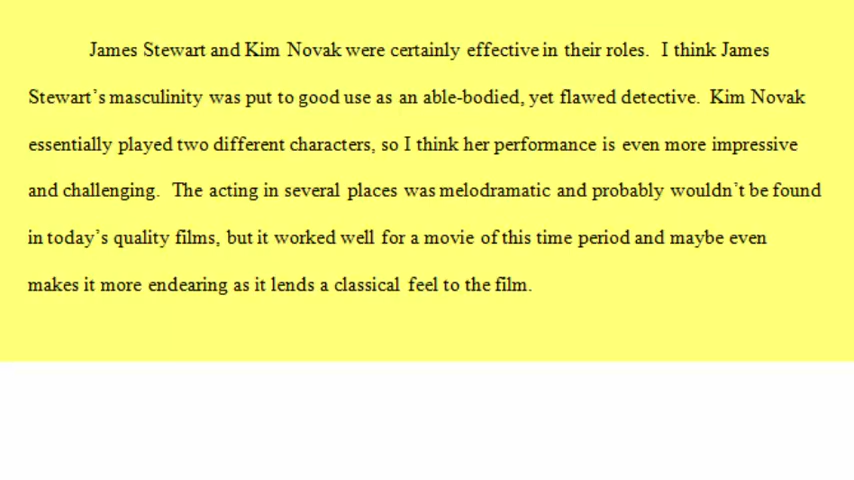 James Stewart and Kim Novak were certainly effective in their roles. I think James
Stewart's masculinity was put to good use as an able-bodied, yet flawed detective. Kim Novak
essentially played two different characters, so I think her performance is even more impressive
and challenging. The acting in several places was melodramatic and probably wouldn't be found
in today's quality films, but it worked well for a movie of this time period and maybe even
makes it more endearing as it lends a classical feel to the film.